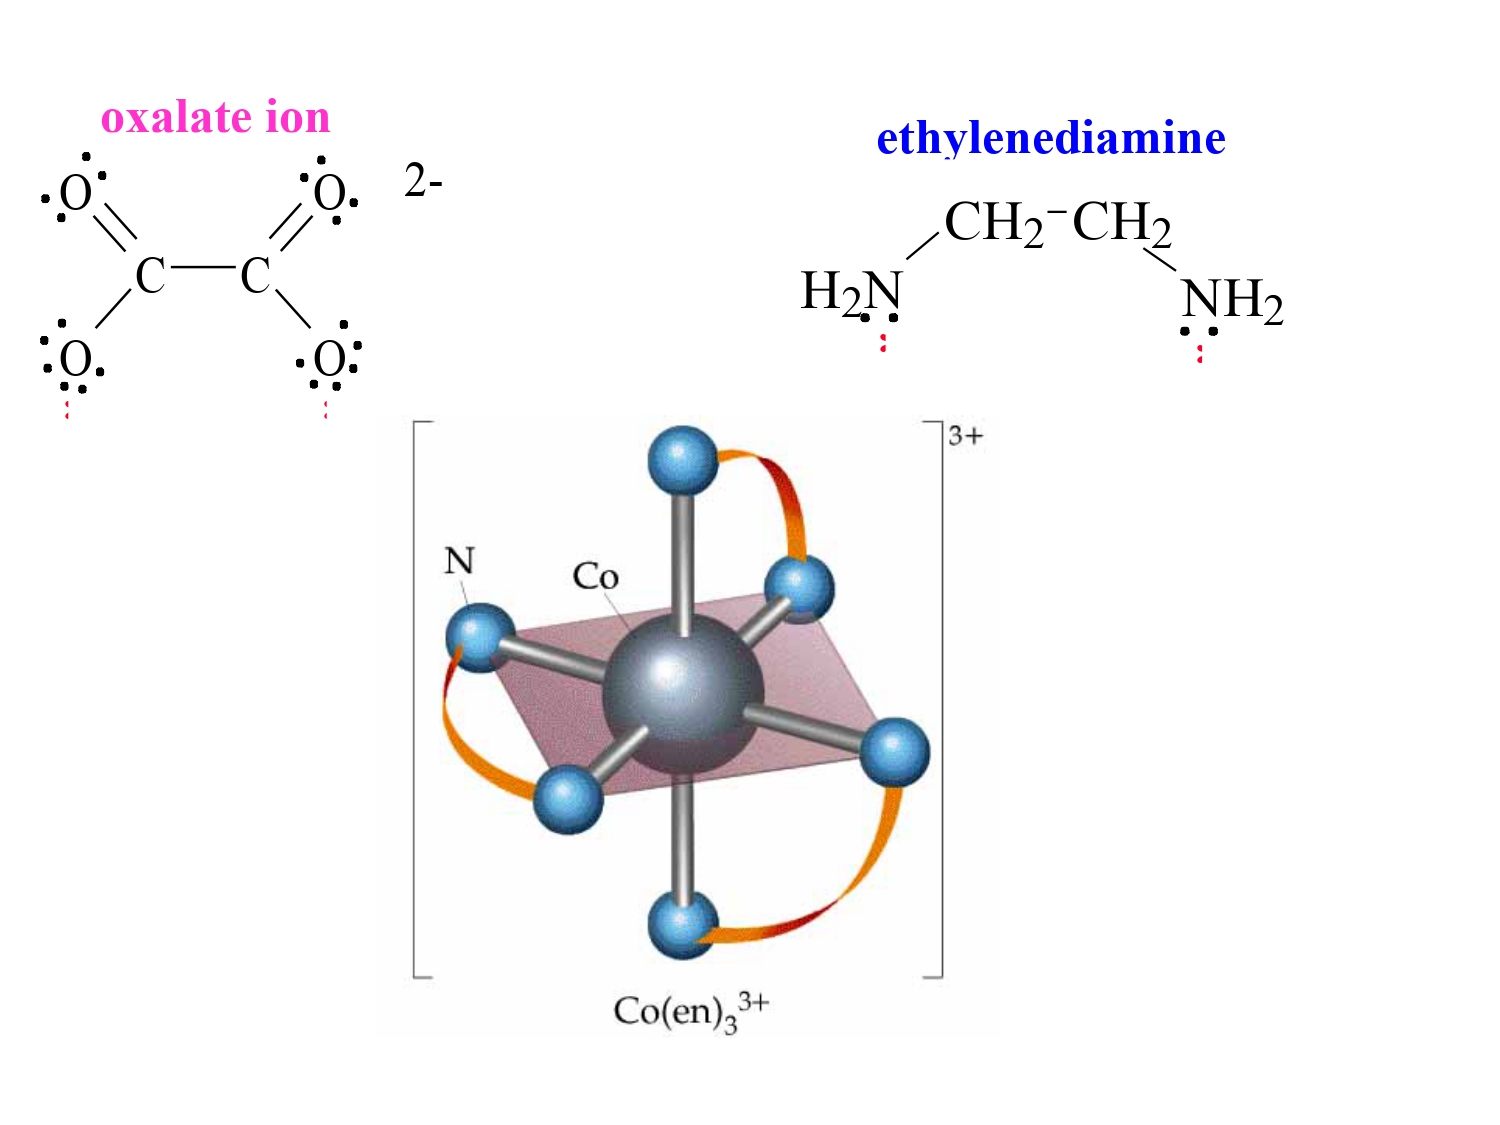 oxalate ion
ethylenediamine
O O 2-
C C
O O
CH2-CH2
H2N NH2
3+
N
Co
Co(en)3 3+